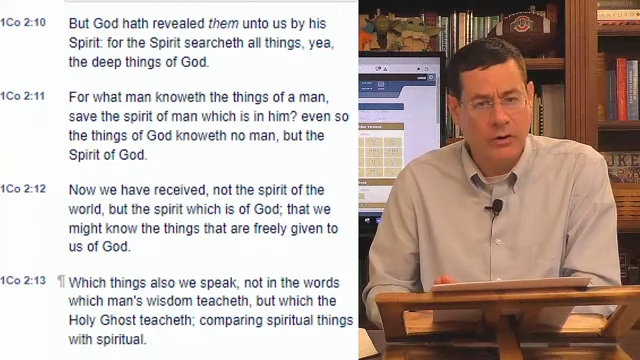 1Co 2:10 But God hath revealed them unto us by his
Spirit: for the Spirit searcheth all things, yea,
the deep things of God.
1Co 2:11 For what man knoweth the things of a man,
save the spirit of man which is in him? even so
the things of God knoweth no man, but the
Spirit of God.
1Co 2:12 Now we have received, not the spirit of the
world, but the spirit which is of God; that we
might know the things that are freely given to
us of God.
1Co 2:13 ¶ Which things also we speak, not in the words
which man's wisdom teacheth, but which the
Holy Ghost teacheth; comparing spiritual things
with spiritual.